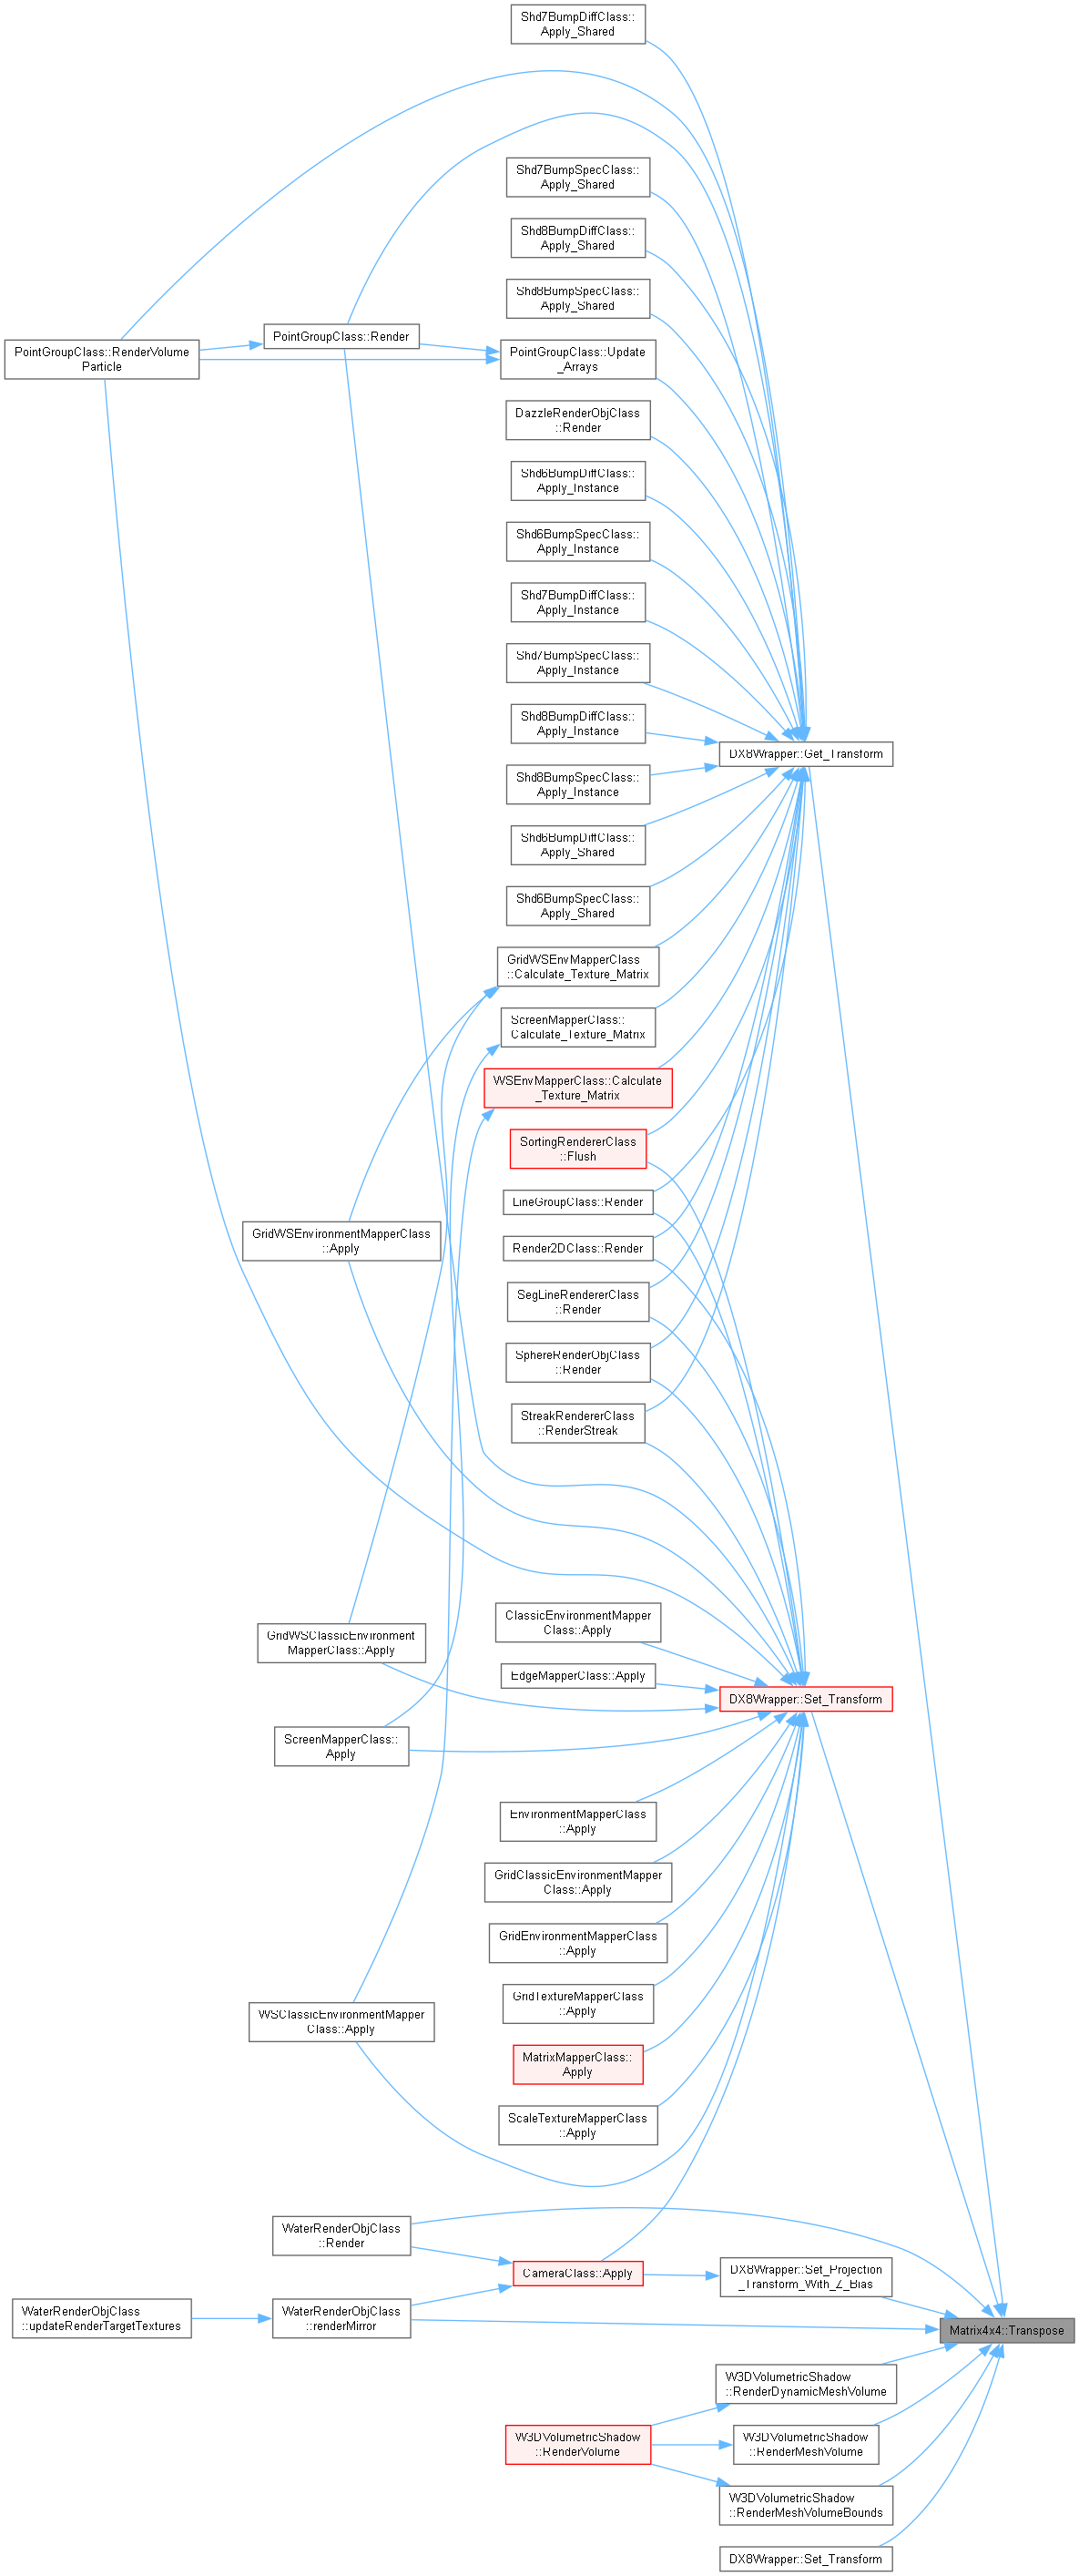 Shd7BumpDiffClass::
Apply_Shared
Shd7BumpSpecClass::
Apply_Shared
Shd8BumpDiffClass::
Apply_Shared
Shd8BumpSpecClass::
Apply_Shared
PointGroupClass::RenderVolume
Particle
PointGroupClass::Render
PointGroupClass::Update
_Arrays
DazzleRenderObjClass
::Render
Shd6BumpDiffClass::
Apply_Instance
Shd6BumpSpecClass::
Apply_Instance
Shd7BumpDiffClass::
Apply_Instance
Shd7BumpSpecClass::
Apply_Instance
Shd8BumpDiffClass::
Apply_Instance
DX8Wrapper::Get_Transform
Shd8BumpSpecClass::
Apply_Instance
Shd6BumpDiffClass::
Apply_Shared
Shd6BumpSpecClass::
Apply_Shared
GridWSEnvMapperClass
::Calculate_Texture_Matrix
ScreenMapperClass::
Calculate_Texture_Matrix
WSEnvMapperClass::Calculate
_Texture_Matrix
SortingRendererClass
::Flush
LineGroupClass::Render
GridWSEnvironmentMapperClass
::Apply
Render2DClass::Render
SegLineRendererClass
::Render
SphereRenderObjClass
::Render
StreakRendererClass
::RenderStreak
ClassicEnvironmentMapper
Class::Apply
GridWSClassicEnvironment
MapperClass::Apply
EdgeMapperClass::Apply
DX8Wrapper::Set_Transform
ScreenMapperClass::
Apply
EnvironmentMapperClass
::Apply
GridClassicEnvironmentMapper
Class::Apply
GridEnvironmentMapperClass
::Apply
GridTextureMapperClass
::Apply
WSClassicEnvironmentMapper
Class::Apply
MatrixMapperClass::
Apply
ScaleTextureMapperClass
::Apply
WaterRenderObjClass
::Render
CameraClass::Apply
DX8Wrapper::Set_Projection
_Transform_With_Z_Bias
WaterRenderObjClass
::updateRenderTargetTextures
WaterRenderObjClass
::renderMirror
Matrix4x4::Transpose
W3DVolumetricShadow
::RenderDynamicMeshVolume
W3DVolumetricShadow
::RenderVolume
W3DVolumetricShadow
::RenderMeshVolume
W3DVolumetricShadow
::RenderMeshVolumeBounds
DX8Wrapper::Set_Transform